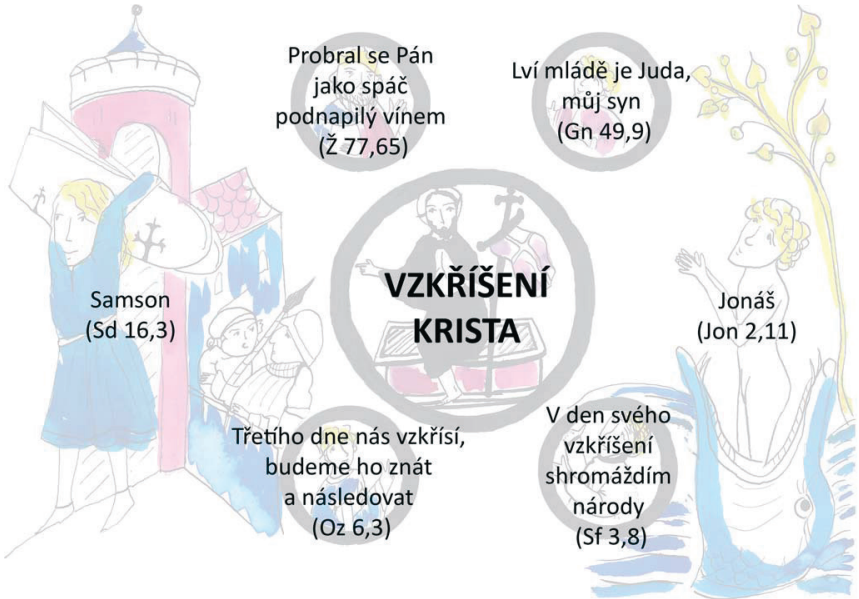 Probral se Pán
jako spáč
podnapilý vínem
(Ž 77,65)
Lví mládě je Juda,
můj syn
(Gn 49,9)
Samson
(Sd 16,3)
VZKŘÍŠENÍ
KRISTA
Jonáš
(Jon 2,11)
Třetího dne nás vzkřísí,
budeme ho znát
a následovat
(Oz 6,3)
V den svého
vzkříšení
shromáždím
národy
(Sf 3,8)